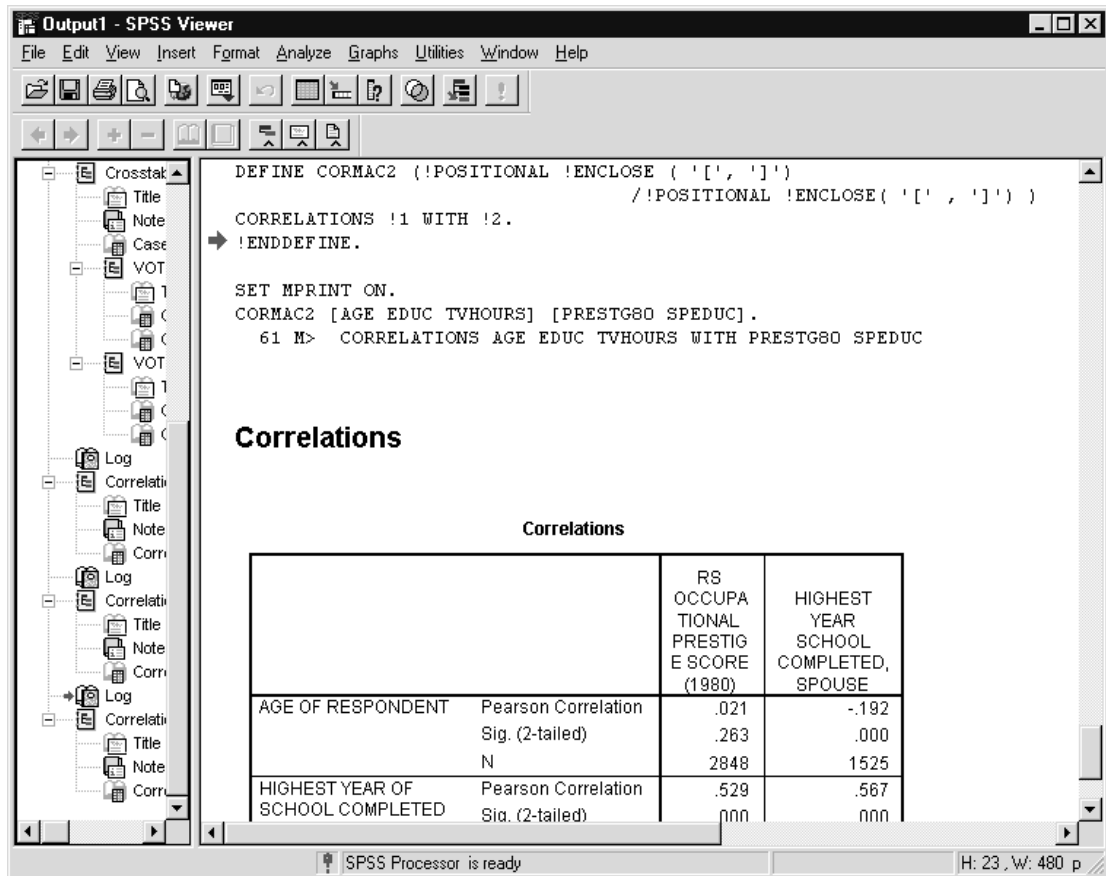 Output1 - SPSS Viewer
File Edit View Insert Format Analyze Graphs Utilities Window Help
Crosstab
Title
Note
Case
VOT
T
C
C
VOT
T
C
C
Log
Correlati
Title
Note
Corr
Log
Correlati
Title
Note
Corr
Log
Correlati
Title
Note
Corr
DEFINE CORMAC2 (!POSITIONAL !ENCLOSE ( '[', ']')
/!POSITIONAL !ENCLOSE( '[' , ']') )
CORRELATIONS !1 WITH !2.
!ENDDEFINE.
SET MPRINT ON.
CORMAC2 [AGE EDUC TVHOURS] [PRESTG80 SPEDUC].
61 M> CORRELATIONS AGE EDUC TVHOURS WITH PRESTG80 SPEDUC
Correlations
Correlations
RS
OCCUPA
TIONAL
PRESTIG
E SCORE
(1980)
HIGHEST
YEAR
SCHOOL
COMPLETED,
SPOUSE
AGE OF RESPONDENT Pearson Correlation .021 -.192
Sig. (2-tailed) .263 .000
N 2848 1525
HIGHEST YEAR OF Pearson Correlation .529 .567
SCHOOL COMPLETED Sig. (2-tailed) .000 .000
SPSS Processor is ready
H: 23 , W: 480 p